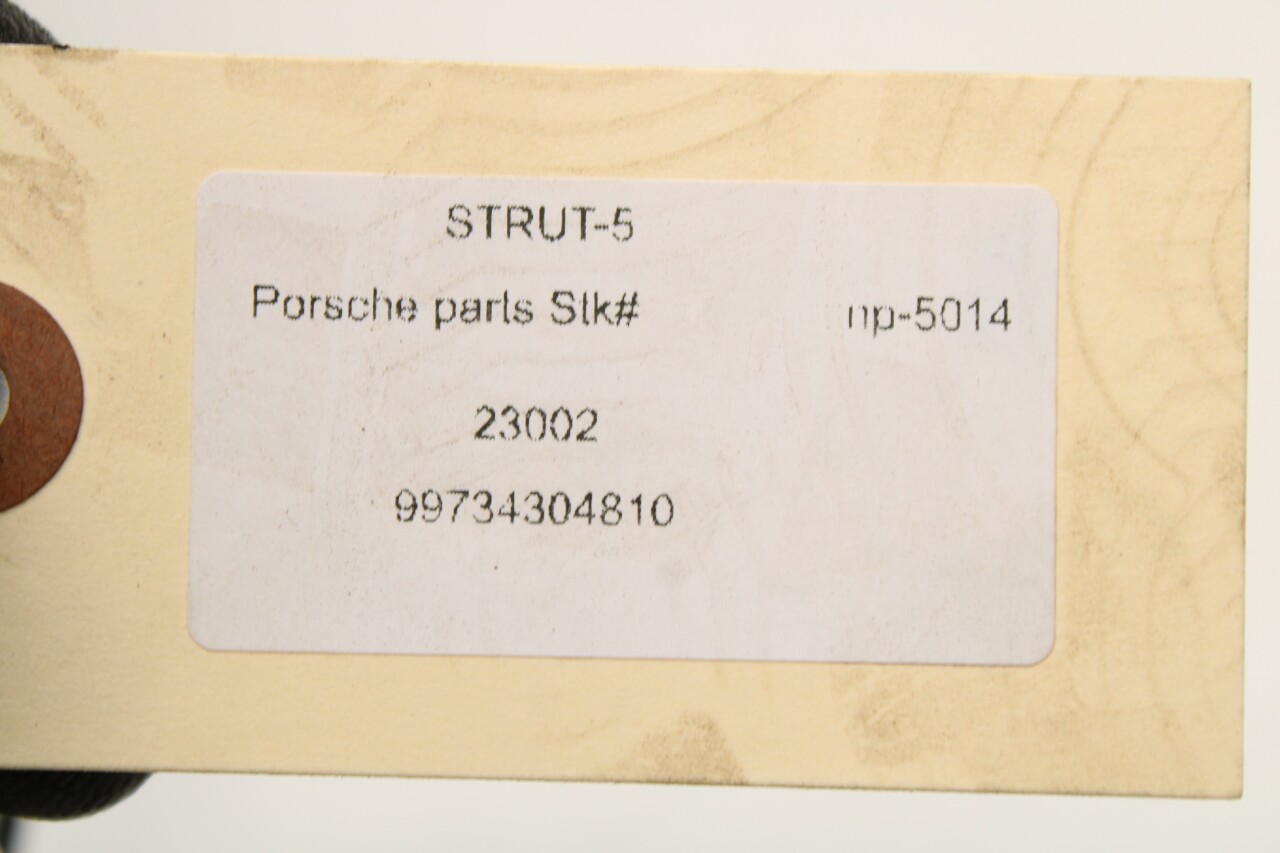 STRUT-5
Porsche parts Stk# np-5014
23002
99734304810